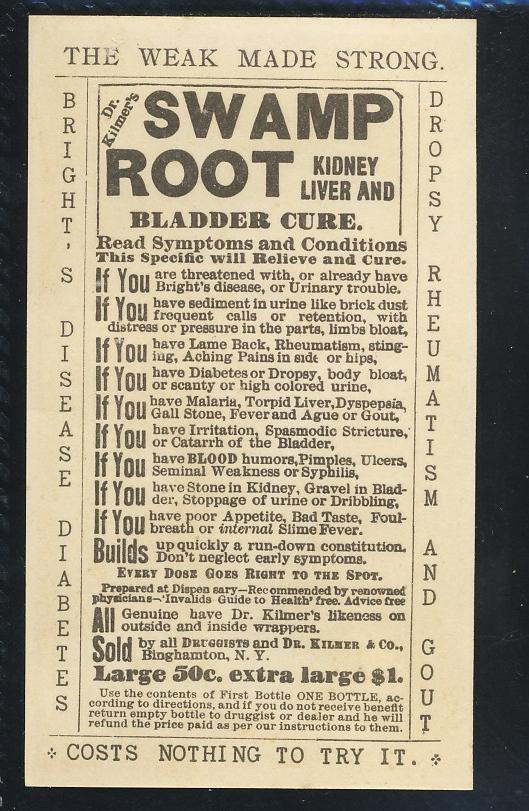 THE WEAK MADE STRONG.
BRIGHT'S DISEASE DIABETES
Dr. Kilmer's
SWAMP
ROOT
KIDNEY
LIVER AND
BLADDER CURE.
Read Symptoms and Conditions
This Specific will Relieve and Cure.
If You are threatened with, or already have
Bright's disease, or Urinary trouble.
If You have sediment in urine like brick dust
frequent calls or retention, with
distress or pressure in the parts, limbs bloat,
If You have Lame Back, Rheumatism, sting-
ing, Aching Pains in side or hips,
If You have Diabetes or Dropsy, body bloat,
or scanty or high colored urine,
If You have Malaria, Torpid Liver, Dyspepsia,
Gall Stone, Fever and Ague or Gout,
If You have Irritation, Spasmodic Stricture,
or Catarrh of the Bladder,
If You have BLOOD humors, Pimples, Ulcers,
Seminal Weakness or Syphilis,
If You have Stone in Kidney, Gravel in Blad-
der, Stoppage of urine or Dribbling,
If You have poor Appetite, Bad Taste, Foul-
breath or internal Slime Fever.
Builds up quickly a run-down constitution.
Don't neglect early symptoms.
EVERY DOSE GOES RIGHT TO THE SPOT.
Prepared at Dispensary—Recommended by renowned
physicians—'Invalids Guide to Health' free. Advice free
All Genuine have Dr. Kilmer's likeness on
outside and inside wrappers.
Sold by all DRUGGISTS and DR. KILMER & CO.,
Binghamton, N. Y.
Large 50c. extra large $1.
Use the contents of First Bottle ONE BOTTLE, ac-
cording to directions, and if you do not receive benefit
return empty bottle to druggist or dealer and he will
refund the price paid as per our instructions to them.
DROPSY RHEUMATISM AND GOUT
COSTS NOTHING TO TRY IT.